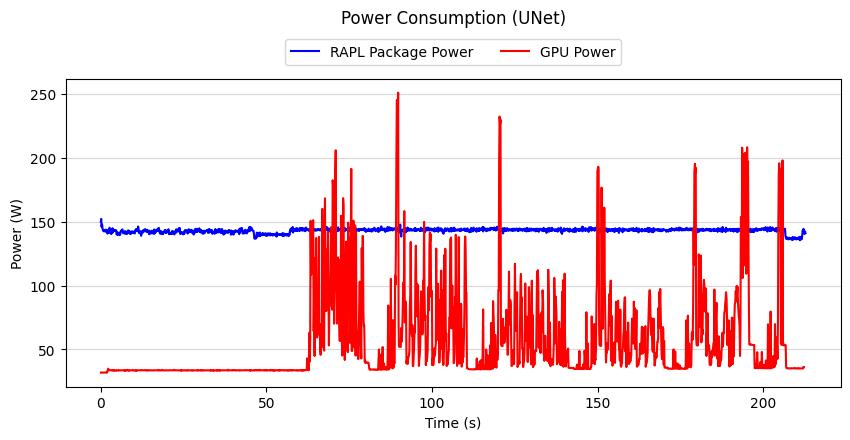 Power Consumption (UNet)
RAPL Package Power GPU Power
250
200
150
100
50
Power (W)
0 50 100 150 200
Time (s)